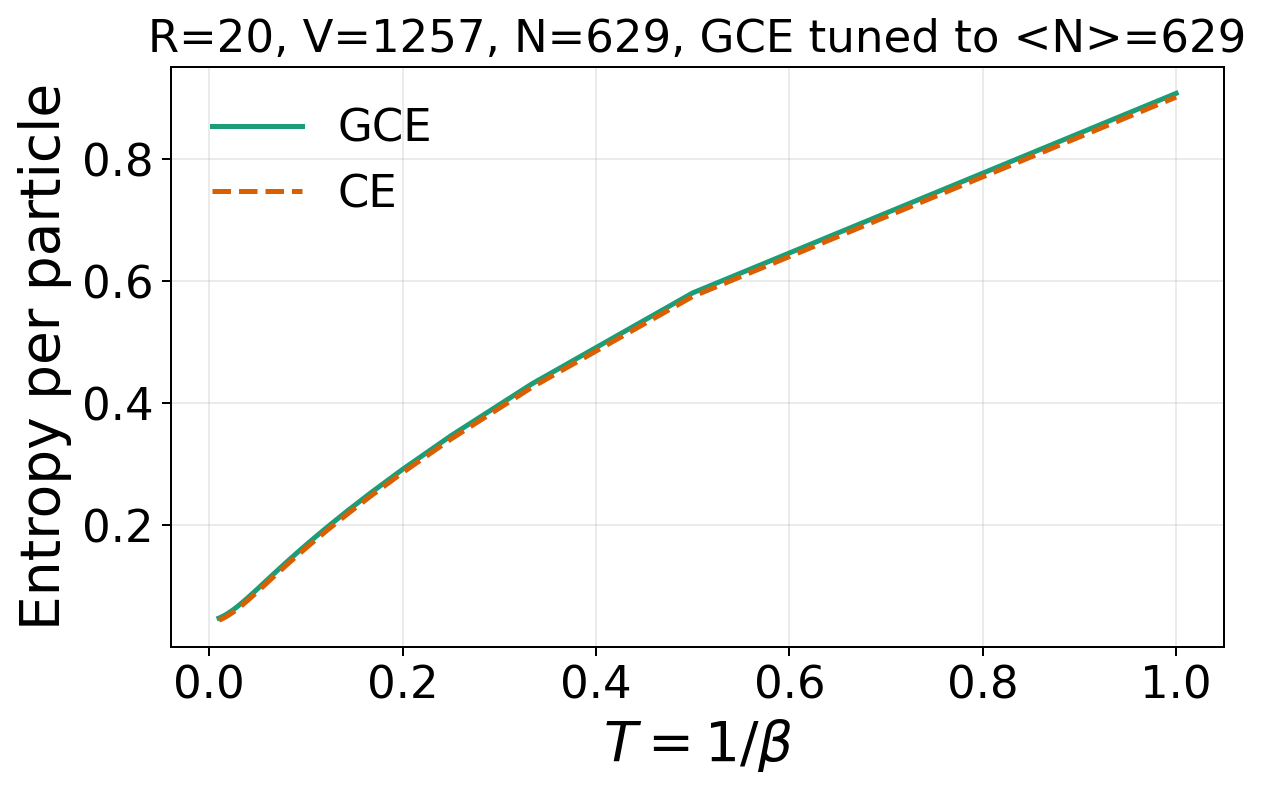 R=20, V=1257, N=629, GCE tuned to <N>=629
Entropy per particle
0.8
0.6
0.4
0.2
GCE
CE
0.0 0.2 0.4 0.6 0.8 1.0
T = 1/β